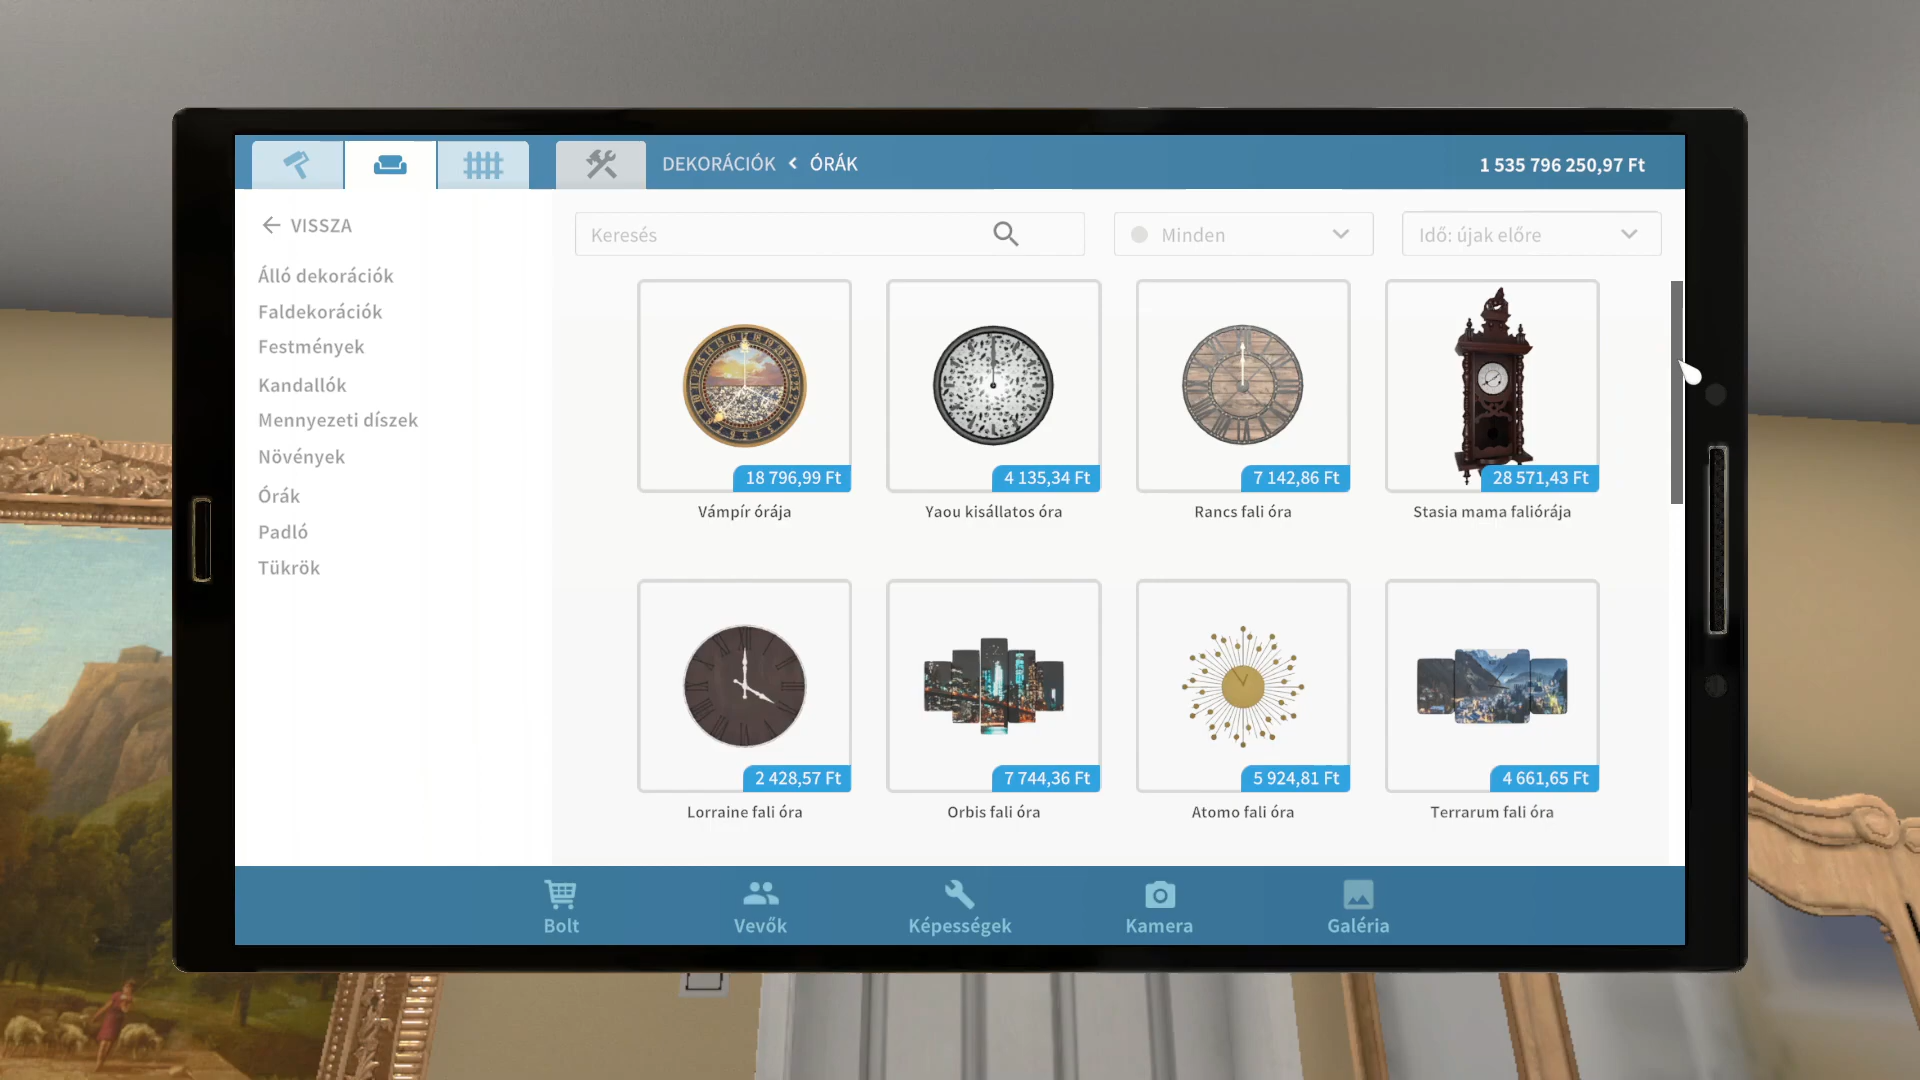 DEKORÁCIÓK < ÓRÁK
1 535 796 250,97 Ft
VISSZA
Álló dekorációk
Faldekorációk
Festmények
Kandallók
Mennyezeti díszek
Növények
Órák
Padló
Tükrök
Keresés
Minden
Idő: újak előre
18 796,99 Ft
4 135,34 Ft
7 142,86 Ft
28 571,43 Ft
Vámpír órája
Yaou kisállatos óra
Rancs fali óra
Stasia mama faliórája
2 428,57 Ft
7 744,36 Ft
5 924,81 Ft
4 661,65 Ft
Lorraine fali óra
Orbis fali óra
Atomo fali óra
Terrarum fali óra
Bolt
Vevők
Képességek
Kamera
Galéria